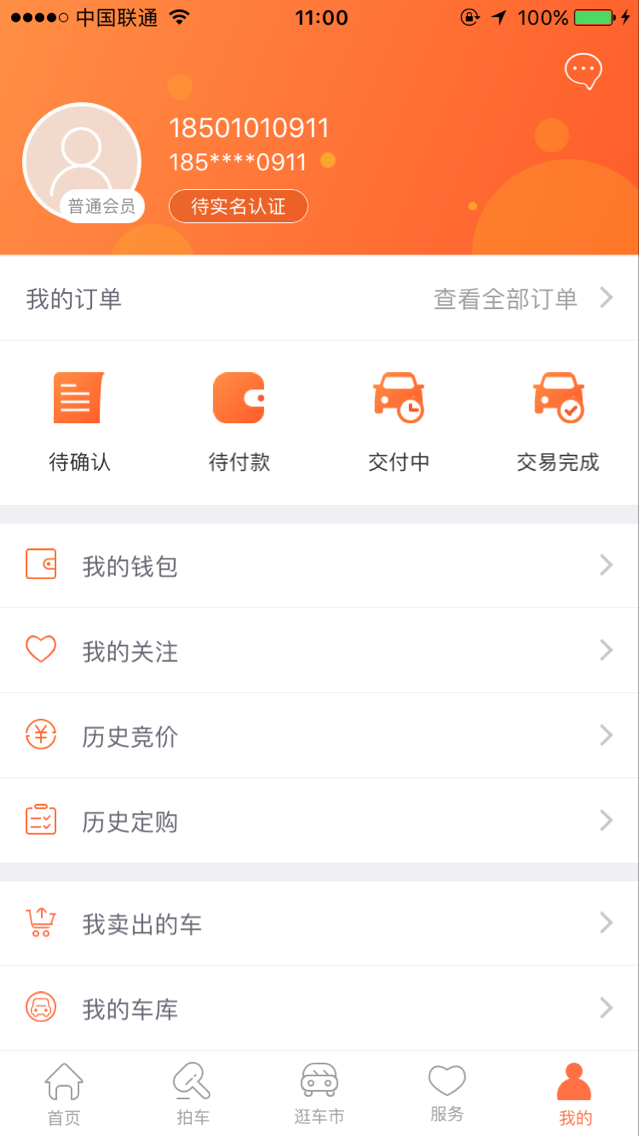 中国联通 11:00 100%
18501010911
185****0911
普通会员
待实名认证
我的订单 查看全部订单
待确认 待付款 交付中 交易完成
我的钱包
我的关注
历史竞价
历史定购
我卖出的车
我的车库
首页 拍车 逛车市 服务 我的